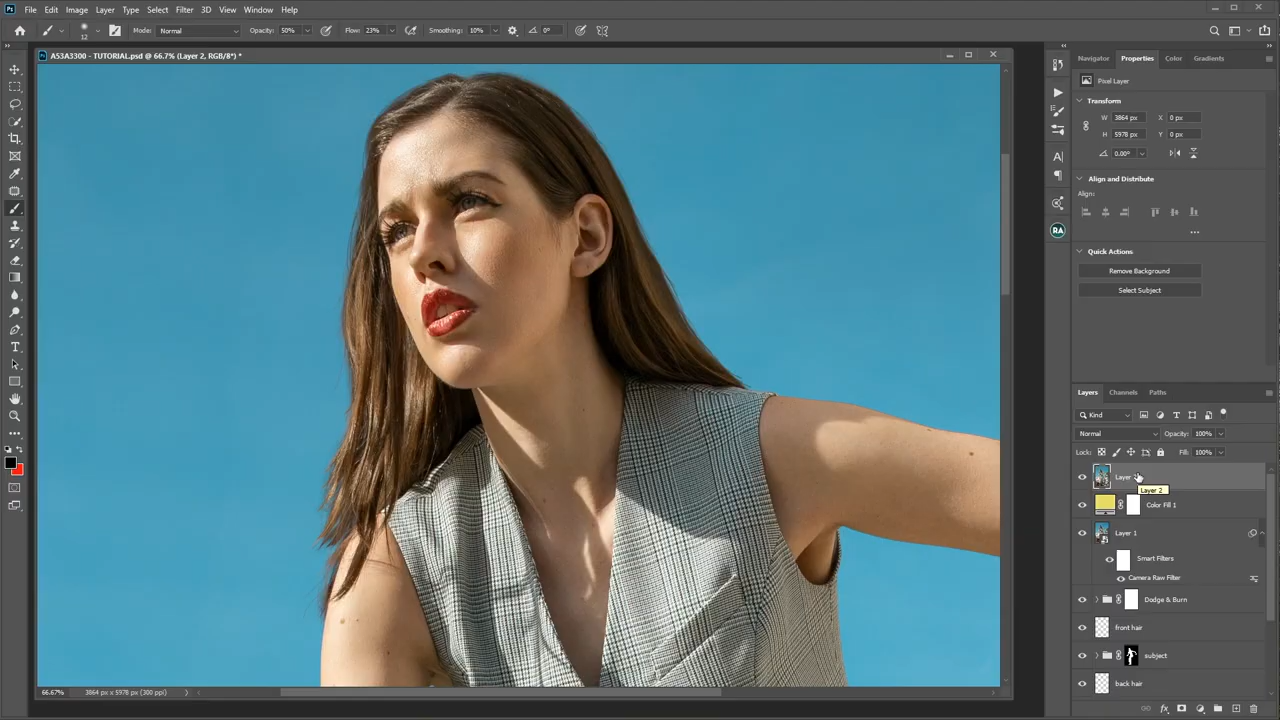 Ps File Edit Image Layer Type Select Filter 3D View Window Help
12 Mode: Normal Opacity: 50% Flow: 23% Smoothing: 10% 0°
A53A3300 - TUTORIAL.psd @ 66.7% (Layer 2, RGB/8*) *
Navigator Properties Color Gradients
Pixel Layer
Transform
W 3864 px X 0 px
H 5978 px Y 0 px
0.00°
Align and Distribute
Align:
Quick Actions
Remove Background
Select Subject
RA
Layers Channels Paths
Kind
Normal Opacity: 100%
Lock: Fill: 100%
Layer
Layer 2
Color Fill 1
Layer 1
Smart Filters
Camera Raw Filter
Dodge & Burn
front hair
subject
back hair
66.67% 3864 px x 5978 px (300 ppi)